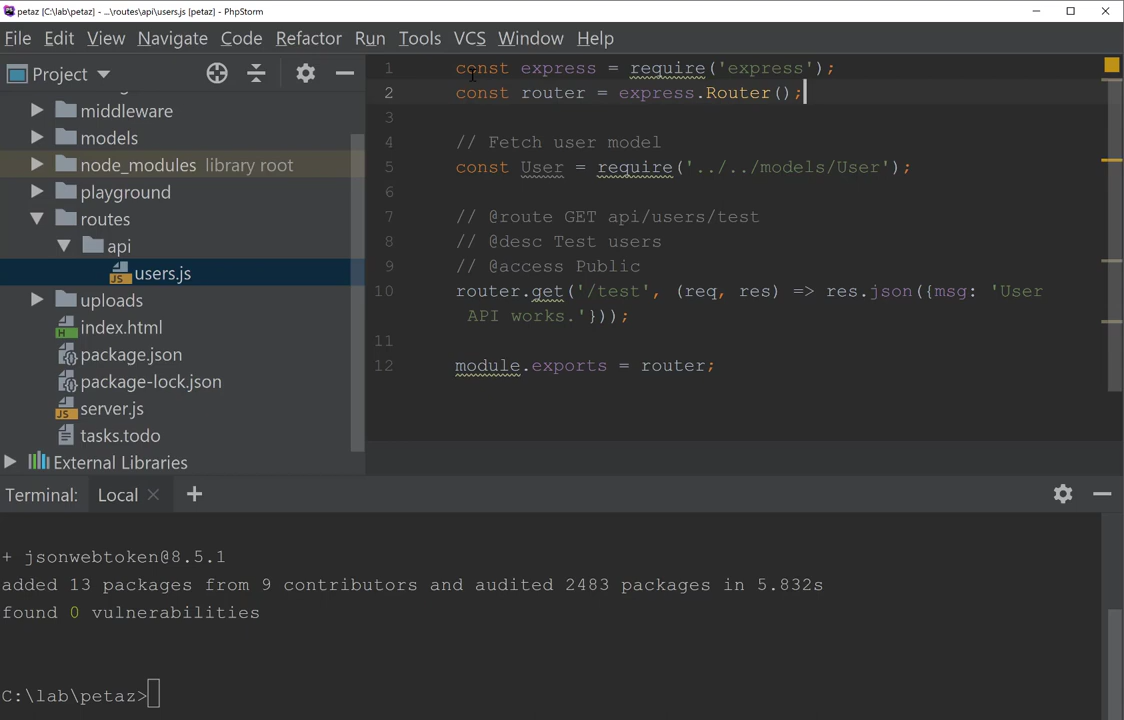 petaz [C:\lab\petaz] - ...\routes\api\users.js [petaz] - PhpStorm
File Edit View Navigate Code Refactor Run Tools VCS Window Help
Project
middleware
models
node_modules library root
playground
routes
api
users.js
uploads
index.html
package.json
package-lock.json
server.js
tasks.todo
External Libraries
1 const express = require('express');
2 const router = express.Router();
3
4 // Fetch user model
5 const User = require('../../models/User');
6
7 // @route GET api/users/test
8 // @desc Test users
9 // @access Public
10 router.get('/test', (req, res) => res.json({msg: 'User
API works.'}));
11
12 module.exports = router;
Terminal: Local
+ jsonwebtoken@8.5.1
added 13 packages from 9 contributors and audited 2483 packages in 5.832s
found 0 vulnerabilities
C:\lab\petaz>